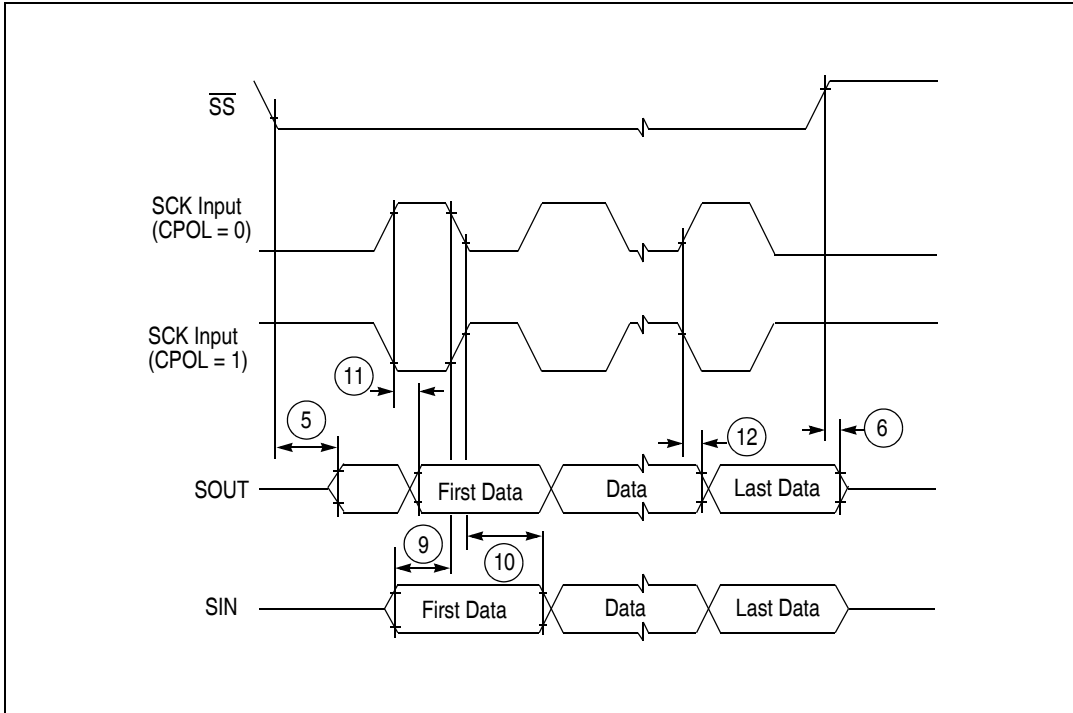 SS
SCK Input
(CPOL = 0)
SCK Input
(CPOL = 1)
11
5
12
6
SOUT
First Data
Data
Last Data
9
10
SIN
First Data
Data
Last Data